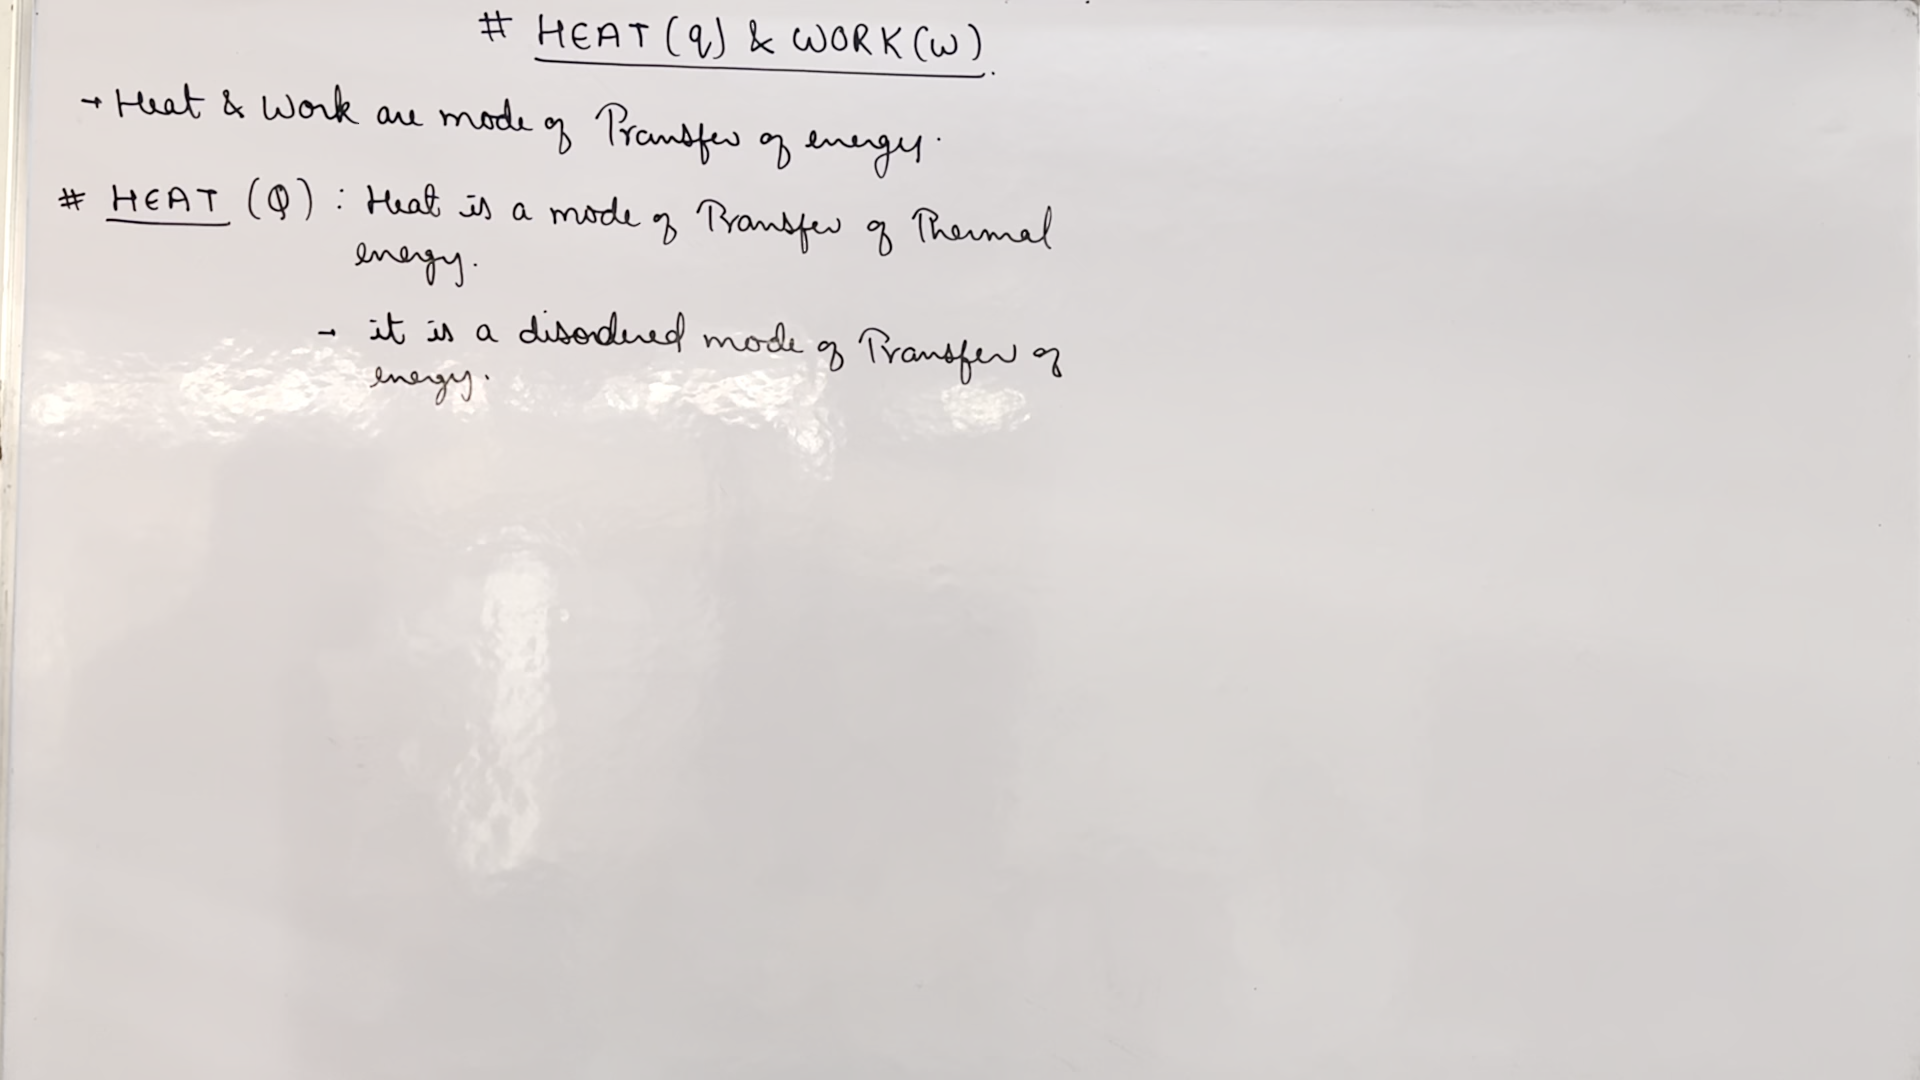 # HEAT (q) & WORK (w).
→ Heat & Work are mode of Transfer of energy.
# HEAT (Q) : Heat is a mode of Transfer of Thermal
energy.
→ it is a disordered mode of Transfer of
energy.